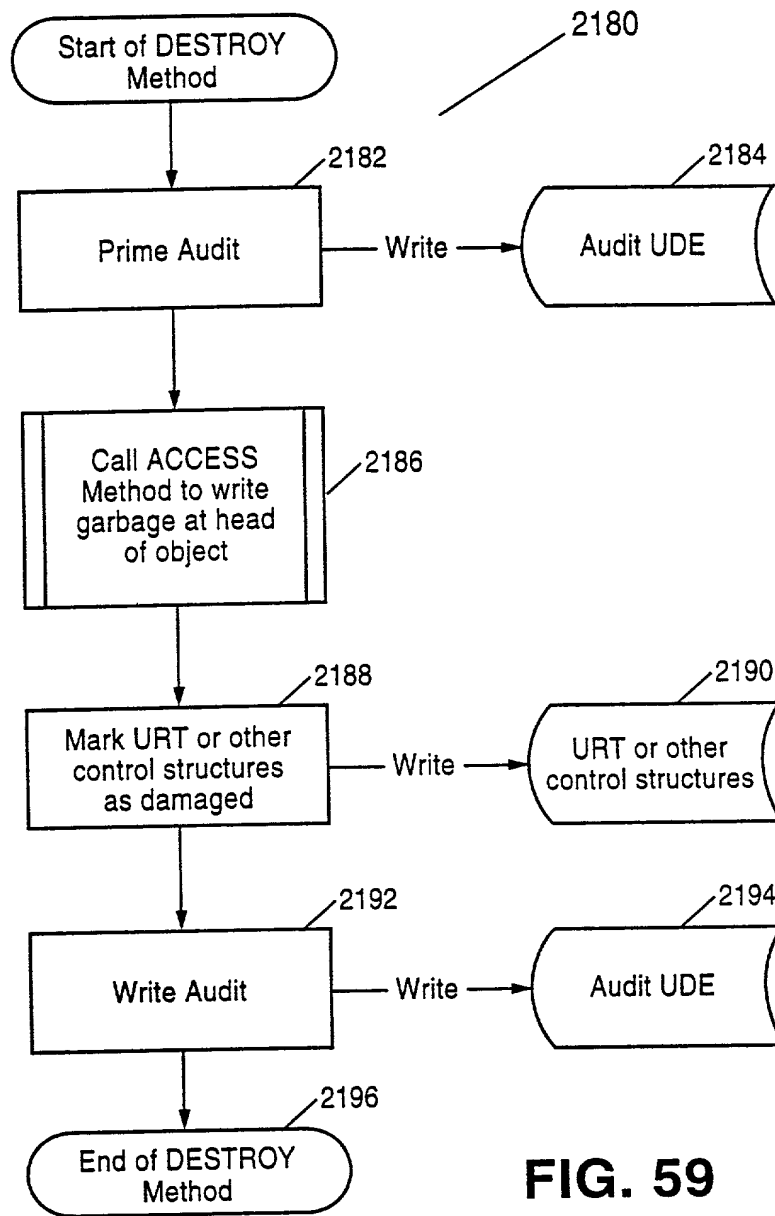 Start of DESTROY
Method
2180
2182
Prime Audit
Write
2184
Audit UDE
Call ACCESS
Method to write
garbage at head
of object
2186
2188
Mark URT or other
control structures
as damaged
Write
2190
URT or other
control structures
2192
Write Audit
Write
2194
Audit UDE
2196
End of DESTROY
Method
FIG. 59